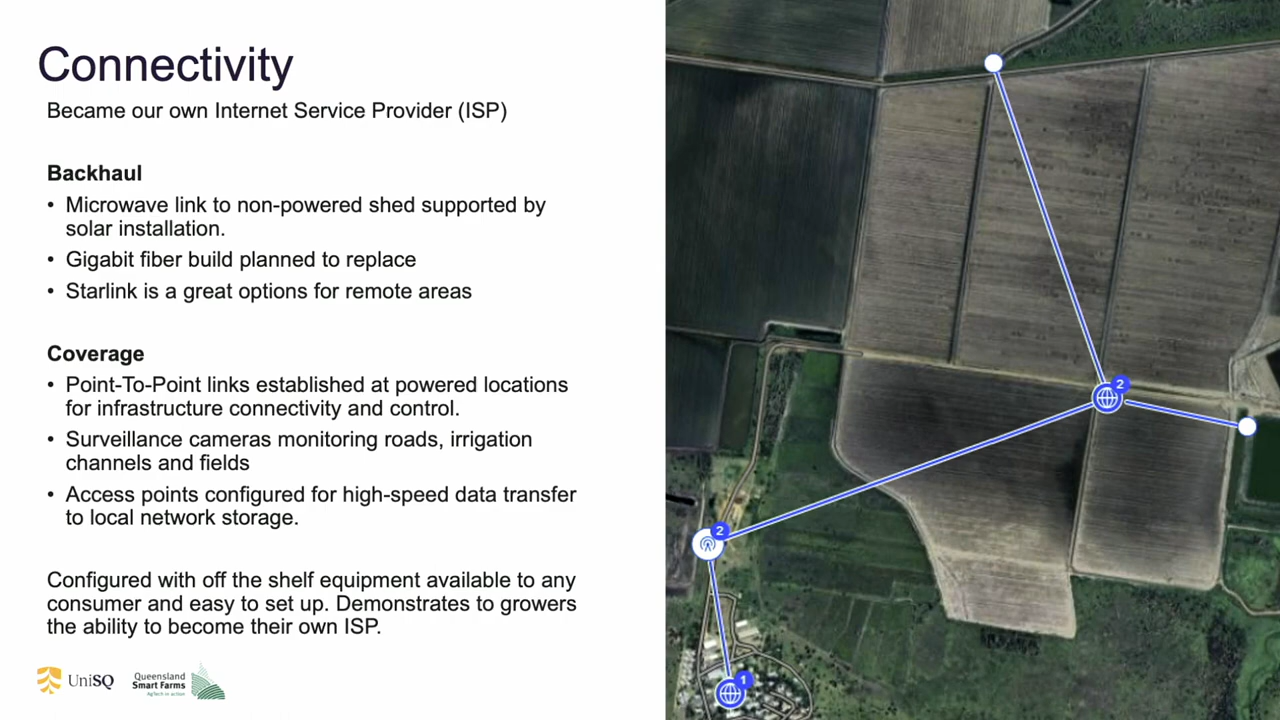 Connectivity
Became our own Internet Service Provider (ISP)
Backhaul
• Microwave link to non-powered shed supported by
solar installation.
• Gigabit fiber build planned to replace
• Starlink is a great options for remote areas
Coverage
• Point-To-Point links established at powered locations
for infrastructure connectivity and control.
• Surveillance cameras monitoring roads, irrigation
channels and fields
• Access points configured for high-speed data transfer
to local network storage.
Configured with off the shelf equipment available to any
consumer and easy to set up. Demonstrates to growers
the ability to become their own ISP.
UniSQ
Queensland
Smart Farms
AgTech in action
2
2
1